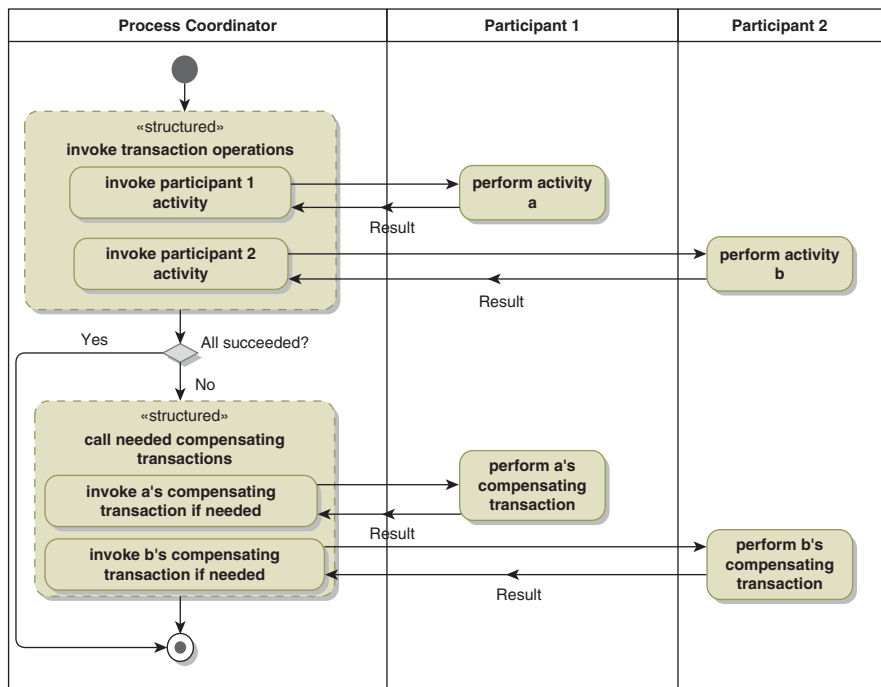 Process Coordinator
Participant 1
Participant 2
«structured»
invoke transaction operations
invoke participant 1
activity
perform activity
a
Result
invoke participant 2
activity
perform activity
b
Result
Yes
All succeeded?
No
«structured»
call needed compensating
transactions
invoke a's compensating
transaction if needed
perform a's
compensating
transaction
Result
invoke b's compensating
transaction if needed
perform b's
compensating
transaction
Result